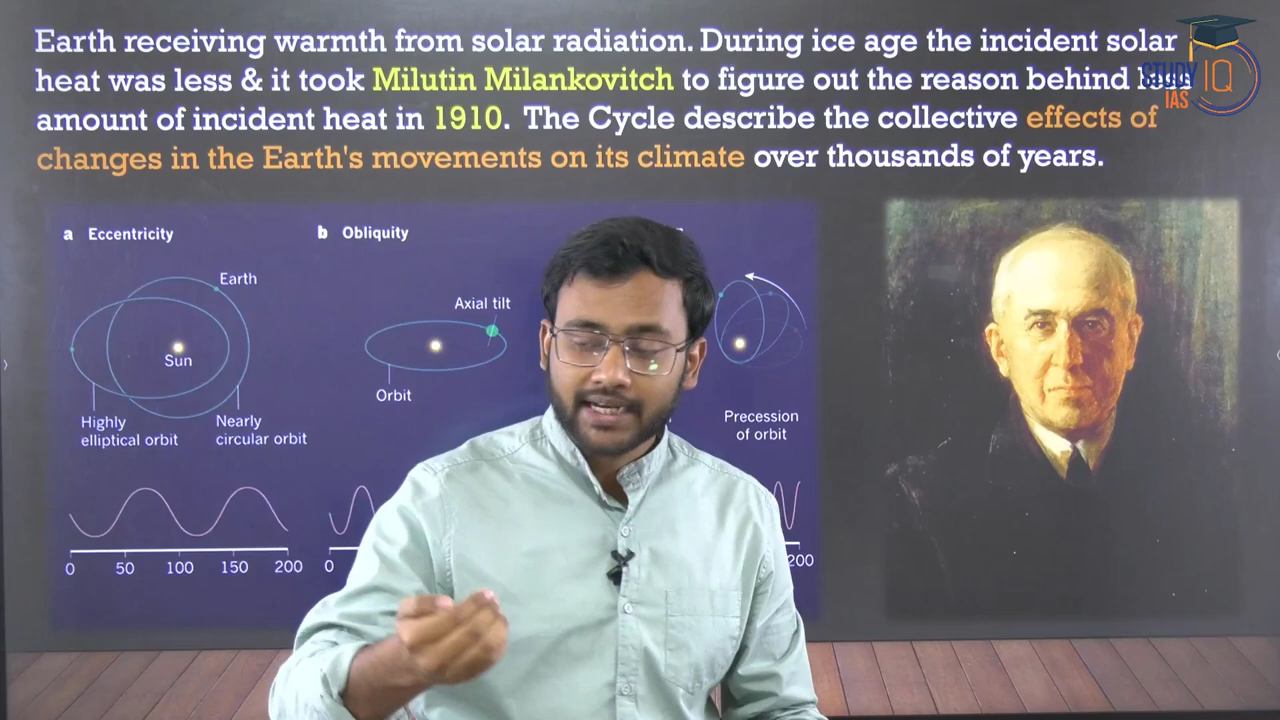 Earth receiving warmth from solar radiation. During ice age the incident solar
heat was less & it took Milutin Milankovitch to figure out the reason behind
amount of incident heat in 1910. The Cycle describe the collective effects of
changes in the Earth's movements on its climate over thousands of years.
STUDY IQ
IAS
a Eccentricity
b Obliquity
Earth
Sun
Highly
elliptical orbit
Nearly
circular orbit
Axial tilt
Orbit
Precession
of orbit
0 50 100 150 200
0
200